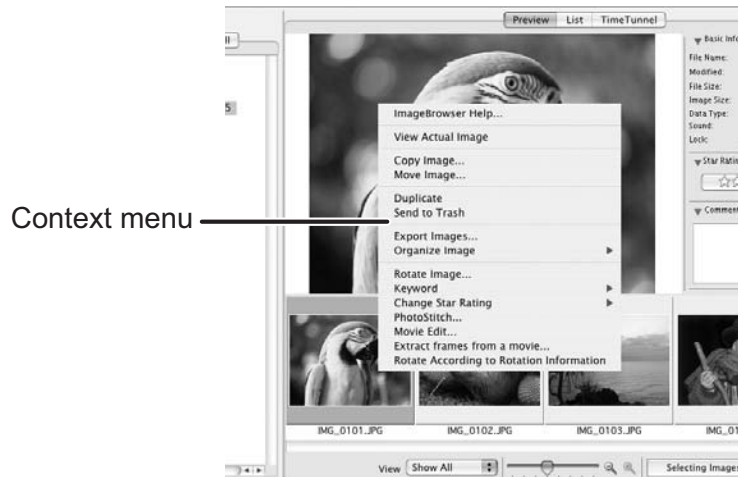 Preview List TimeTunnel
Basic Info
File Name:
Modified:
File Size:
Image Size:
Data Type:
Sound:
Lock:
Star Ratin
Comment
5
Context menu
ImageBrowser Help...
View Actual Image
Copy Image...
Move Image...
Duplicate
Send to Trash
Export Images...
Organize Image
Rotate Image...
Keyword
Change Star Rating
PhotoStitch...
Movie Edit...
Extract frames from a movie...
Rotate According to Rotation Information
IMG_0101.JPG IMG_0102.JPG IMG_0103.JPG IMG_01
View Show All Selecting Images